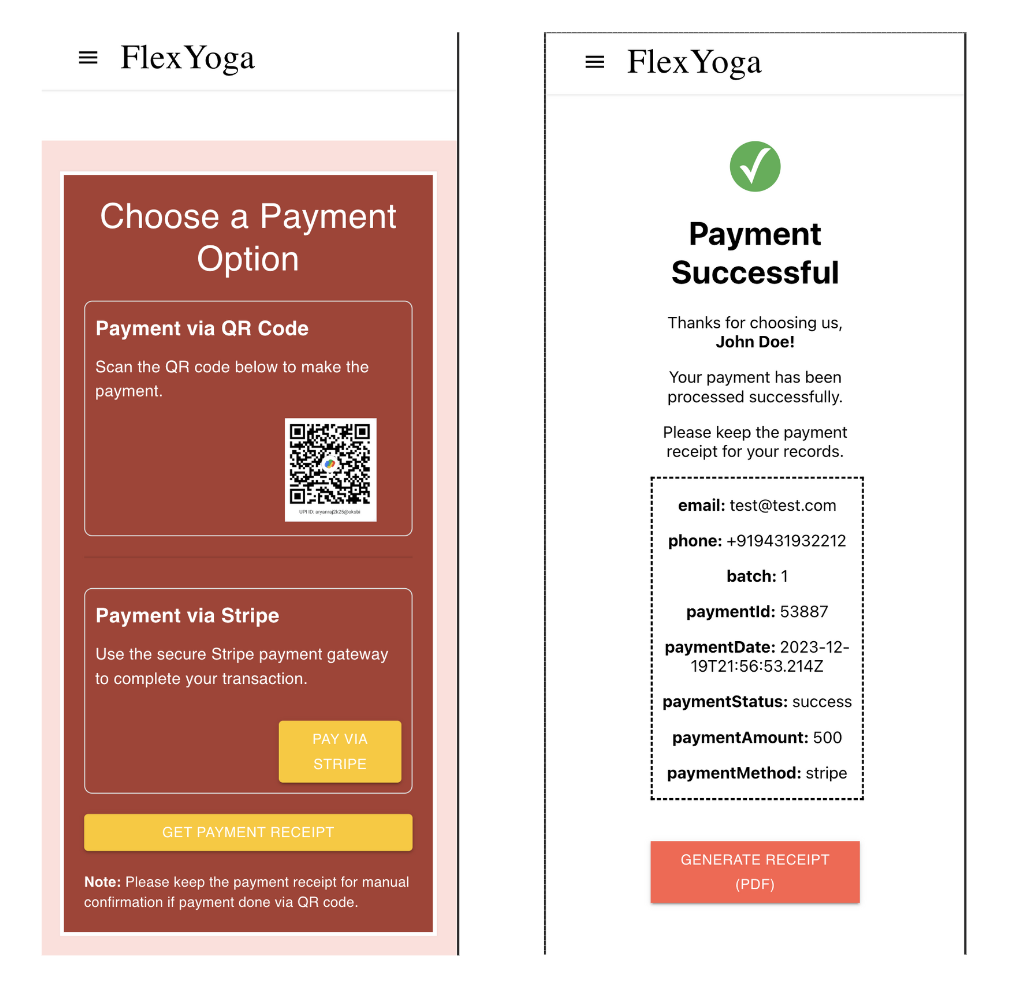 FlexYoga
Choose a Payment
Option
Payment via QR Code
Scan the QR code below to make the
payment.
UPI ID:
Payment via Stripe
Use the secure Stripe payment gateway
to complete your transaction.
PAY VIA
STRIPE
GET PAYMENT RECEIPT
Note: Please keep the payment receipt for manual
confirmation if payment done via QR code.
FlexYoga
Payment
Successful
Thanks for choosing us,
John Doe!
Your payment has been
processed successfully.
Please keep the payment
receipt for your records.
email: test@test.com
phone: +919431932212
batch: 1
paymentId: 53887
paymentDate: 2023-12-
19T21:56:53.214Z
paymentStatus: success
paymentAmount: 500
paymentMethod: stripe
GENERATE RECEIPT
(PDF)